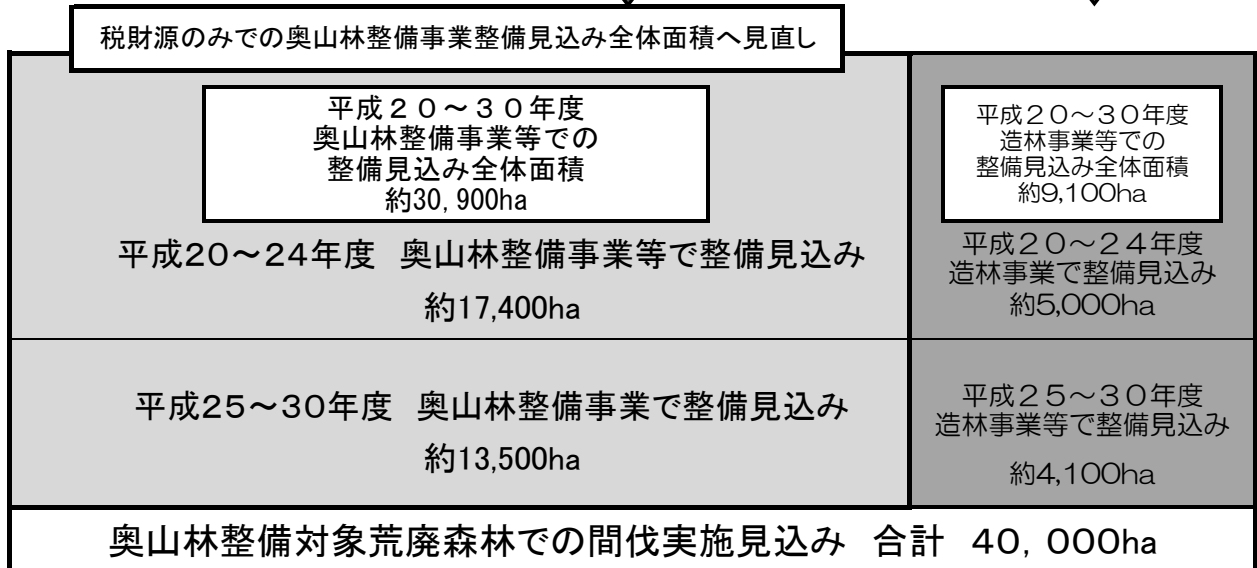 税財源のみでの奥山林整備事業整備見込み全体面積へ見直し
平成２０～３０年度
奥山林整備事業等での
整備見込み全体面積
約30,900ha
平成20～24年度　奥山林整備事業等で整備見込み
約17,400ha
平成２０～３０年度
造林事業等での
整備見込み全体面積
約9,100ha
平成２０～２４年度
造林事業で整備見込み
約5,000ha
平成25～30年度　奥山林整備事業で整備見込み
約13,500ha
平成２５～３０年度
造林事業等で整備見込み
約4,100ha
奥山林整備対象荒廃森林での間伐実施見込み　合計　４０，０００ha